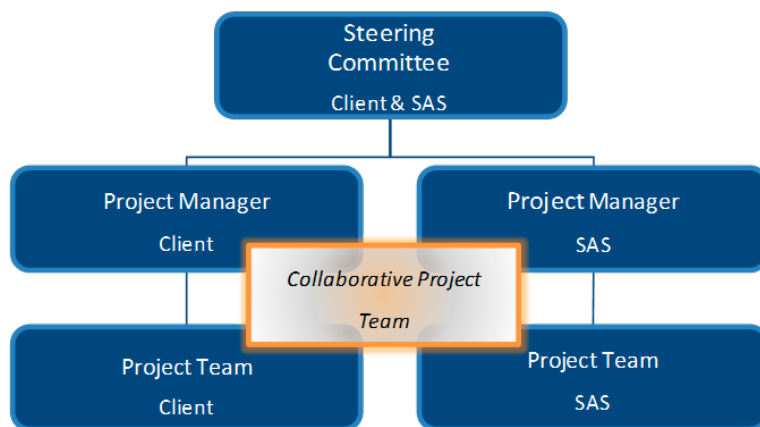 Steering
Committee
Client & SAS
Project Manager
Client
Project Manager
SAS
Collaborative Project
Team
Project Team
Client
Project Team
SAS